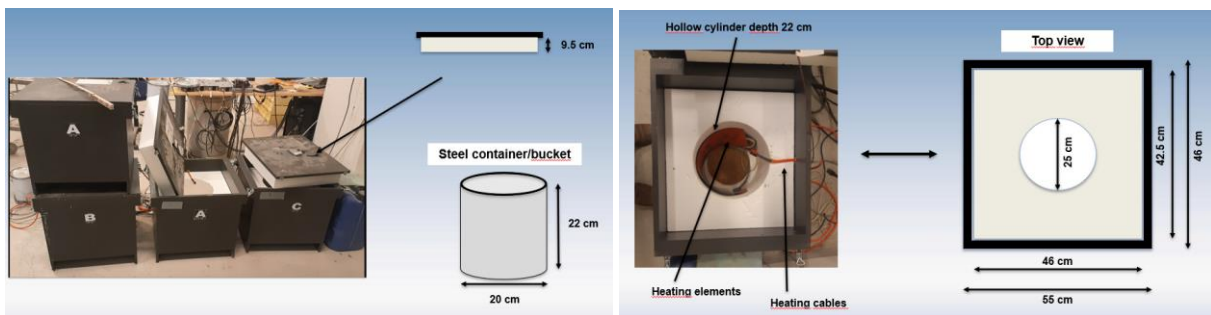 9.5 cm
A
B
A
C
Steel container/bucket
22 cm
20 cm
Hollow cylinder depth 22 cm
Heating elements
Heating cables
Top view
25 cm
42.5 cm
46 cm
46 cm
55 cm